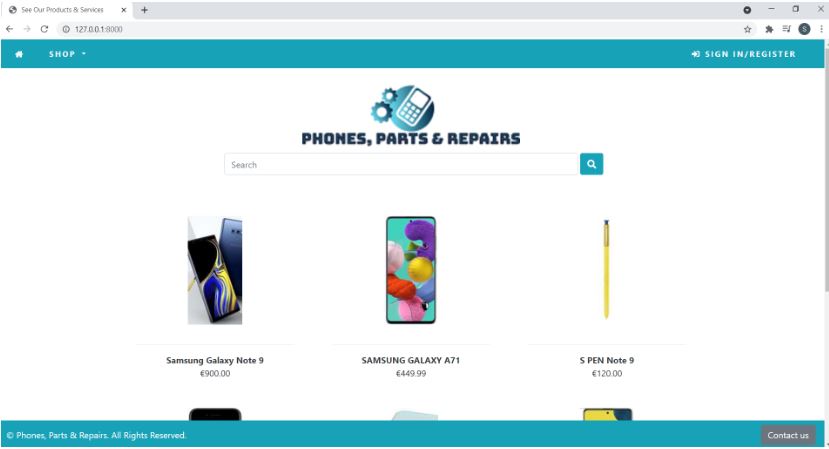 See Our Products & Services
127.0.0.1:8000
S
SHOP
SIGN IN/REGISTER
PHONES, PARTS & REPAIRS
Search
Samsung Galaxy Note 9
SAMSUNG GALAXY A71
S PEN Note 9
€900.00
€449.99
€120.00
© Phones, Parts & Repairs. All Rights Reserved.
Contact us